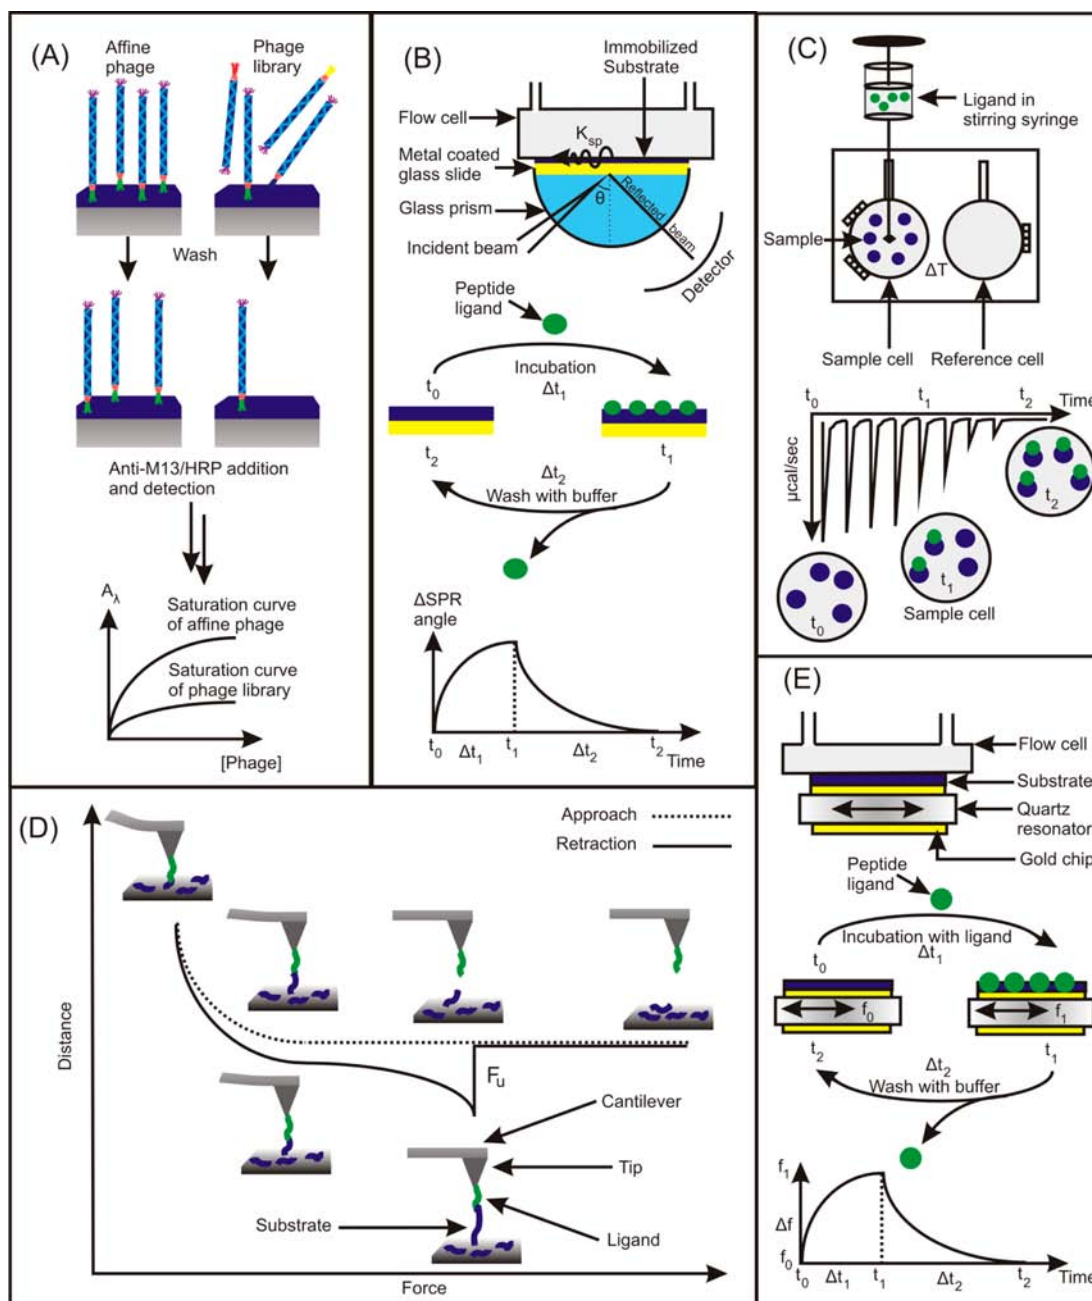 (A)
Affine
phage
Phage
library
Wash
Anti-M13/HRP addition
and detection
A_λ
Saturation curve
of affine phage
Saturation curve
of phage library
[Phage]
(B)
Immobilized
Substrate
Flow cell
K_sp
Metal coated
glass slide
Glass prism
θ
Reflected beam
Incident beam
Detector
Peptide
ligand
Incubation
Δt₁
t₀
t₂
t₁
Δt₂
Wash with buffer
ΔSPR
angle
t₀ Δt₁ t₁ Δt₂ t₂ Time
(C)
Ligand in
stirring syringe
Sample
ΔT
Sample cell
Reference cell
t₀ t₁ t₂ Time
µcal/sec
t₂
t₁
t₀
Sample cell
(D)
Approach
Retraction
Distance
F_u
Cantilever
Tip
Substrate
Ligand
Force
(E)
Flow cell
Substrate
Quartz
resonator
Gold chip
Peptide
ligand
Incubation with ligand
Δt₁
t₀
f₀
f₁
t₂
t₁
Δt₂
Wash with buffer
f₁
Δf
f₀
t₀ Δt₁ t₁ Δt₂ t₂ Time